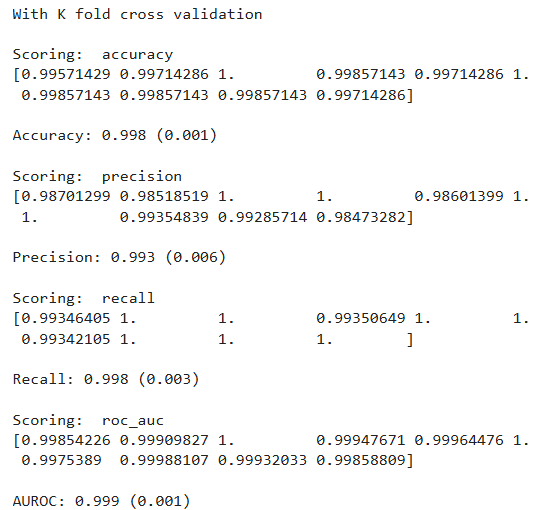 With K fold cross validation
Scoring:  accuracy
[0.99571429 0.99714286 1.         0.99857143 0.99714286 1.
 0.99857143 0.99857143 0.99857143 0.99714286]
Accuracy: 0.998 (0.001)
Scoring:  precision
[0.98701299 0.98518519 1.         1.         0.98601399 1.
 1.         0.99354839 0.99285714 0.98473282]
Precision: 0.993 (0.006)
Scoring:  recall
[0.99346405 1.         1.         0.99350649 1.         1.
 0.99342105 1.         1.         1.        ]
Recall: 0.998 (0.003)
Scoring:  roc_auc
[0.99854226 0.99909827 1.         0.99947671 0.99964476 1.
 0.9975389  0.99988107 0.99932033 0.99858809]
AUROC: 0.999 (0.001)